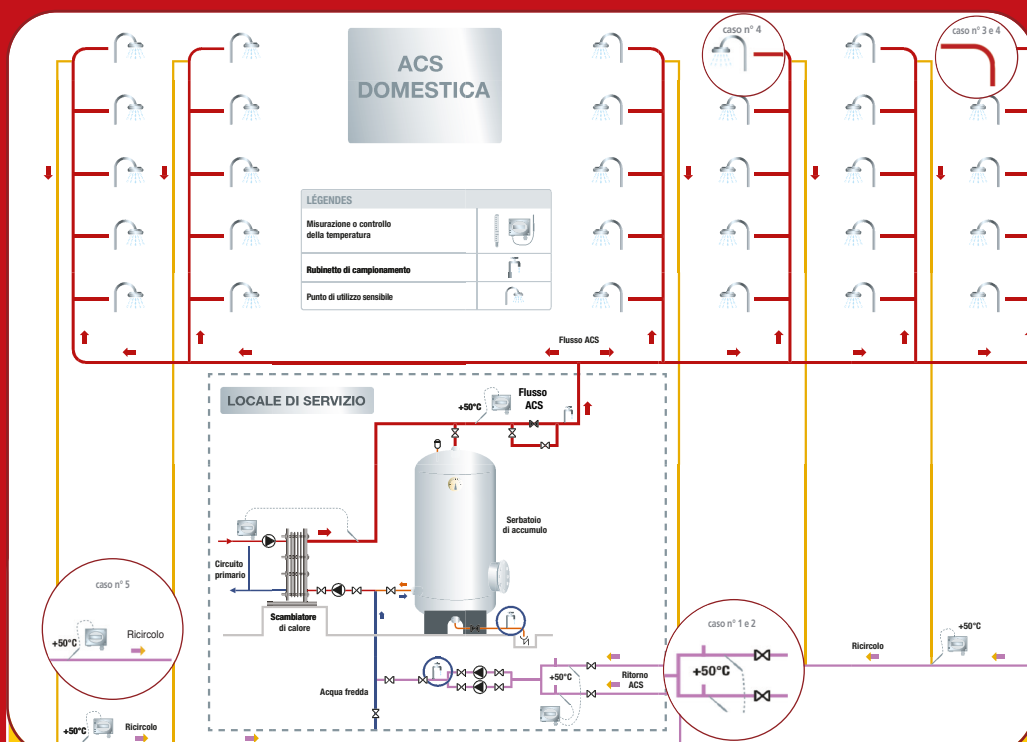 caso n° 4
caso n° 3 e 4
ACS
DOMESTICA
LÉGENDES
Misurazione o controllo
della temperatura
Rubinetto di campionamento
Punto di utilizzo sensibile
Flusso ACS
LOCALE DI SERVIZIO
+50°C
Flusso
ACS
Serbatoio
di accumulo
Circuito
primario
Scambiatore
di calore
caso n° 5
+50°C
Ricircolo
caso n° 1 e 2
+50°C
Ricircolo
+50°C
+50°C
Ritorno
ACS
Acqua fredda
+50°C
Ricircolo